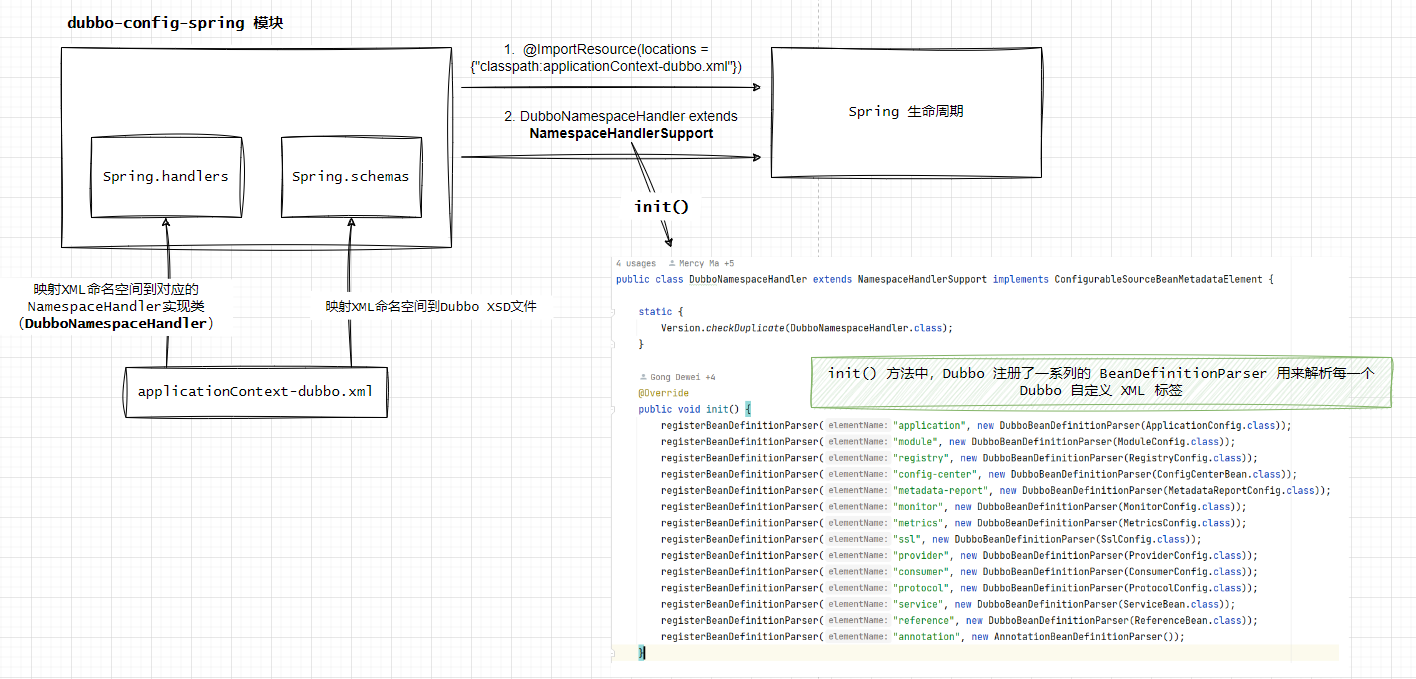 dubbo-config-spring 模块
1. @ImportResource(locations =
{"classpath:applicationContext-dubbo.xml"})
2. DubboNamespaceHandler extends
NamespaceHandlerSupport
Spring 生命周期
Spring.handlers
Spring.schemas
init()
映射XML命名空间到对应的
NamespaceHandler实现类
（DubboNamespaceHandler）
映射XML命名空间到Dubbo XSD文件
applicationContext-dubbo.xml
4 usages Mercy Ma +5
public class DubboNamespaceHandler extends NamespaceHandlerSupport implements ConfigurableSourceBeanMetadataElement {
static {
Version.checkDuplicate(DubboNamespaceHandler.class);
}
init() 方法中，Dubbo 注册了一系列的 BeanDefinitionParser 用来解析每一个
Dubbo 自定义 XML 标签
Gong Dewei +4
@Override
public void init() {
registerBeanDefinitionParser( elementName: "application", new DubboBeanDefinitionParser(ApplicationConfig.class));
registerBeanDefinitionParser( elementName: "module", new DubboBeanDefinitionParser(ModuleConfig.class));
registerBeanDefinitionParser( elementName: "registry", new DubboBeanDefinitionParser(RegistryConfig.class));
registerBeanDefinitionParser( elementName: "config-center", new DubboBeanDefinitionParser(ConfigCenterBean.class));
registerBeanDefinitionParser( elementName: "metadata-report", new DubboBeanDefinitionParser(MetadataReportConfig.class));
registerBeanDefinitionParser( elementName: "monitor", new DubboBeanDefinitionParser(MonitorConfig.class));
registerBeanDefinitionParser( elementName: "metrics", new DubboBeanDefinitionParser(MetricsConfig.class));
registerBeanDefinitionParser( elementName: "ssl", new DubboBeanDefinitionParser(SslConfig.class));
registerBeanDefinitionParser( elementName: "provider", new DubboBeanDefinitionParser(ProviderConfig.class));
registerBeanDefinitionParser( elementName: "consumer", new DubboBeanDefinitionParser(ConsumerConfig.class));
registerBeanDefinitionParser( elementName: "protocol", new DubboBeanDefinitionParser(ProtocolConfig.class));
registerBeanDefinitionParser( elementName: "service", new DubboBeanDefinitionParser(ServiceBean.class));
registerBeanDefinitionParser( elementName: "reference", new DubboBeanDefinitionParser(ReferenceBean.class));
registerBeanDefinitionParser( elementName: "annotation", new AnnotationBeanDefinitionParser());
}